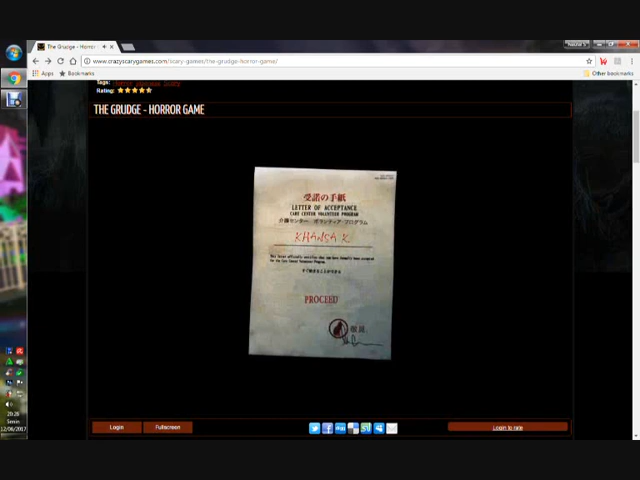 The Grudge - Horror
www.crazyscarygames.com/scary-games/the-grudge-horror-game/
Apps
Bookmarks
Other bookmarks
Tags:
Rating:
THE GRUDGE - HORROR GAME
受諾の手紙
LETTER OF ACCEPTANCE
CARE CENTER VOLUNTEER PROGRAM
介護センター ボランティア・プログラム
KHANSA K
PROCEED
Login
Fullscreen
Login to rate
20:26
Senin
12/06/2017